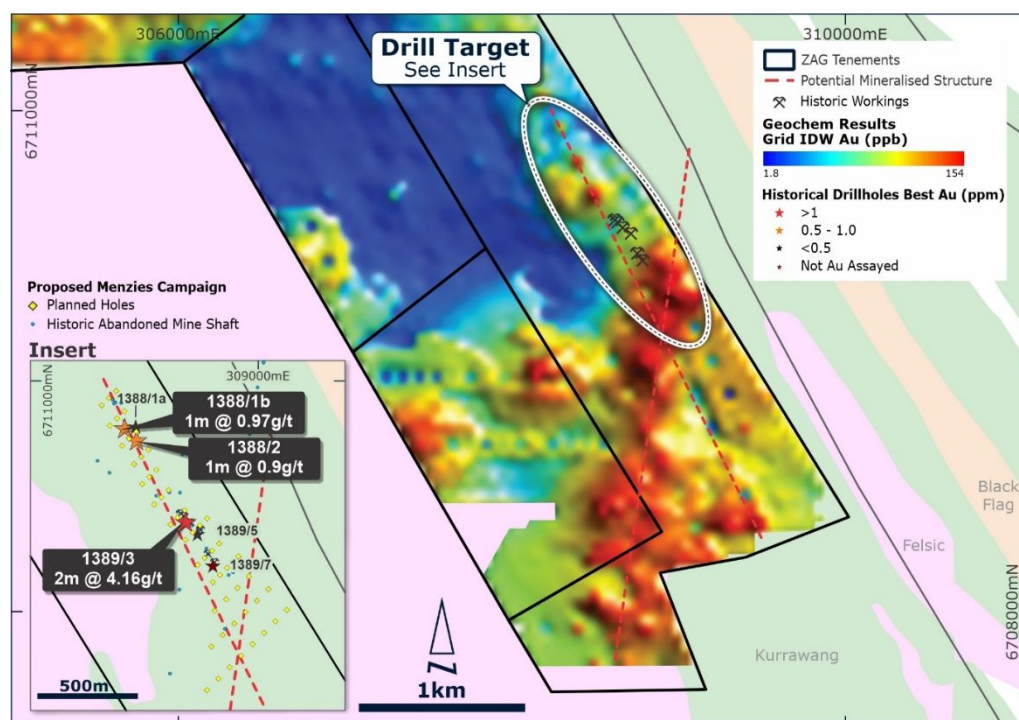 306000mE
310000mE
6711000mN
6708000mN
Drill Target
See Insert
ZAG Tenements
Potential Mineralised Structure
Historic Workings
Geochem Results
Grid IDW Au (ppb)
1.8
154
Historical Drillholes Best Au (ppm)
>1
0.5 - 1.0
<0.5
Not Au Assayed
Proposed Menzies Campaign
Planned Holes
Historic Abandoned Mine Shaft
Insert
6711000mN
309000mE
1388/1a
1388/1b
1m @ 0.97g/t
1388/2
1m @ 0.9g/t
1389/3
2m @ 4.16g/t
1389/5
1389/7
500m
N
1km
Black
Flag
Felsic
Kurrawang